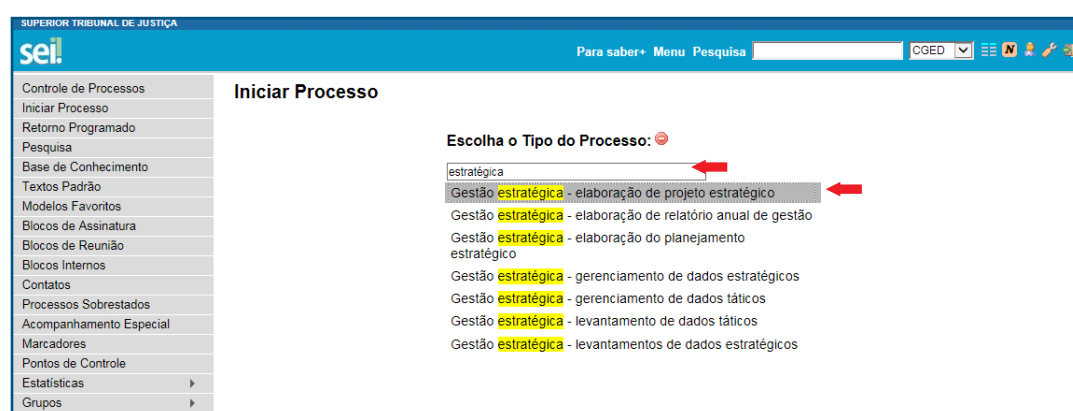 SUPERIOR TRIBUNAL DE JUSTIÇA
sei!
Para saber+ Menu Pesquisa
CGED
N
Controle de Processos
Iniciar Processo
Retorno Programado
Pesquisa
Base de Conhecimento
Textos Padrão
Modelos Favoritos
Blocos de Assinatura
Blocos de Reunião
Blocos Internos
Contatos
Processos Sobrestados
Acompanhamento Especial
Marcadores
Pontos de Controle
Estatísticas
Grupos
Iniciar Processo
Escolha o Tipo do Processo:
estratégica
Gestão estratégica - elaboração de projeto estratégico
Gestão estratégica - elaboração de relatório anual de gestão
Gestão estratégica - elaboração do planejamento
estratégico
Gestão estratégica - gerenciamento de dados estratégicos
Gestão estratégica - gerenciamento de dados táticos
Gestão estratégica - levantamento de dados táticos
Gestão estratégica - levantamentos de dados estratégicos